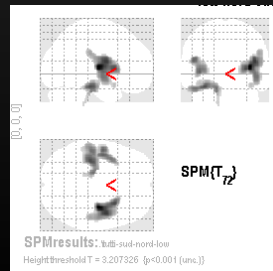 [0, 0, 0]
<
<
<
SPM{T72}
SPMresults: .tutti-sud-nord-low
Height threshold T = 3.207326 {p<0.001 (unc.)}